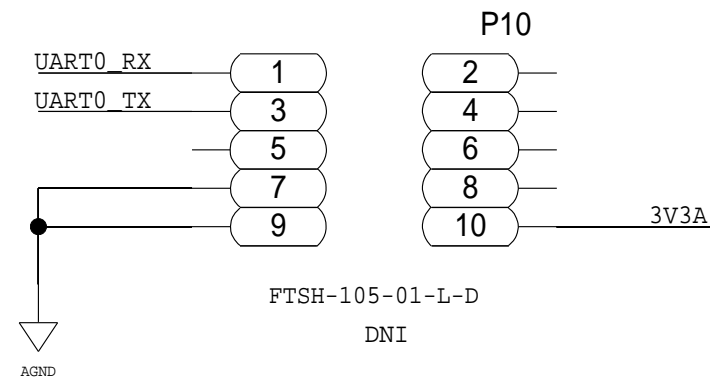 P10
UART0_RX 1 2
UART0_TX 3 4
5 6
7 8
9 10 3V3A
FTSH-105-01-L-D
DNI
AGND